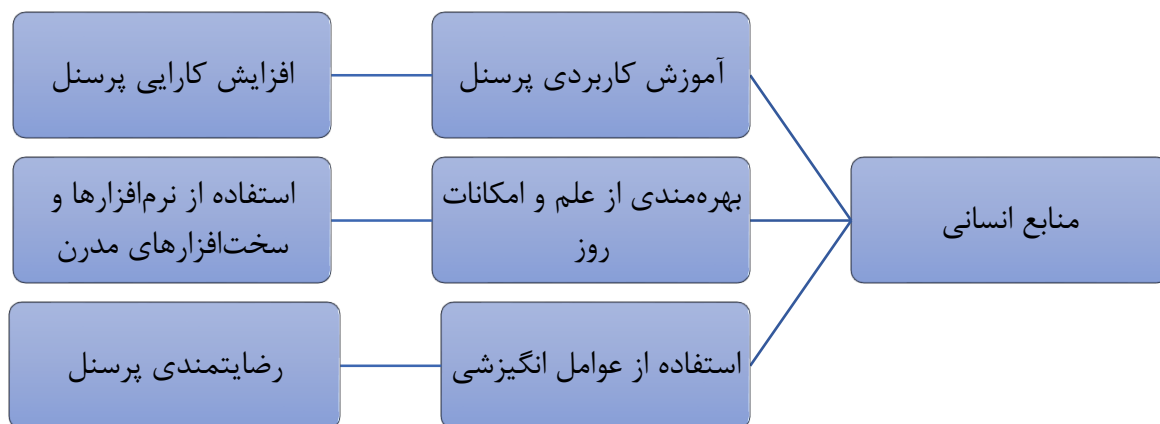 منابع انسانی
آموزش کاربردی پرسنل
افزایش کارایی پرسنل
بهره‌مندی از علم و امکانات
روز
استفاده از نرم‌افزارها و
سخت‌افزارهای مدرن
استفاده از عوامل انگیزشی
رضایتمندی پرسنل